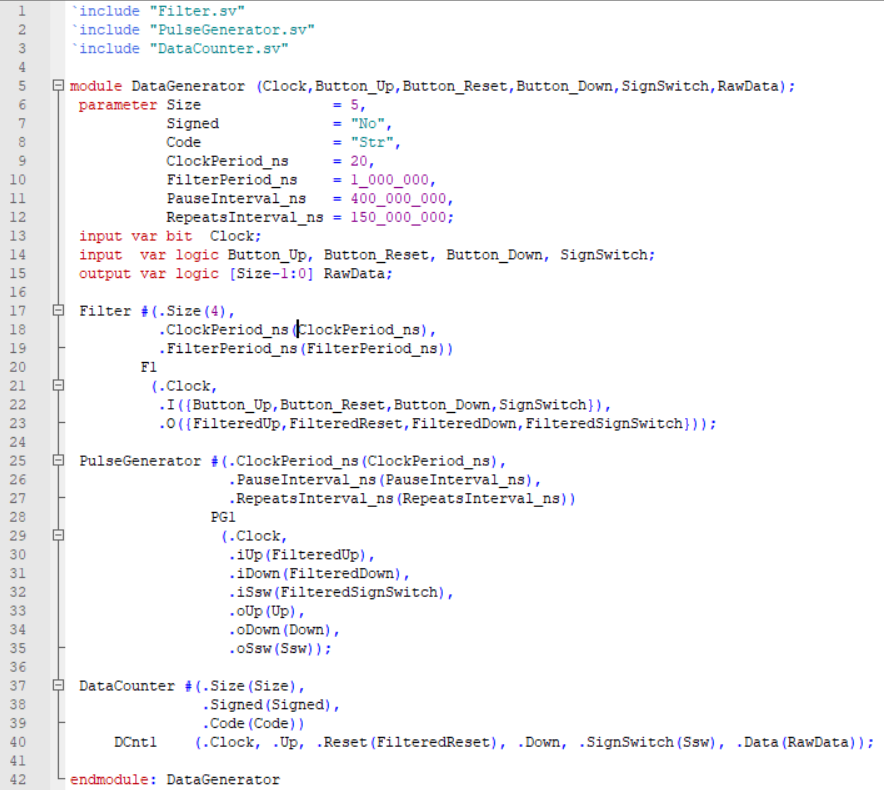 1 `include "Filter.sv"
2 `include "PulseGenerator.sv"
3 `include "DataCounter.sv"
4
5 module DataGenerator (Clock,Button_Up,Button_Reset,Button_Down,SignSwitch,RawData);
6 parameter Size = 5,
7 Signed = "No",
8 Code = "Str",
9 ClockPeriod_ns = 20,
10 FilterPeriod_ns = 1_000_000,
11 PauseInterval_ns = 400_000_000,
12 RepeatsInterval_ns = 150_000_000;
13 input var bit Clock;
14 input var logic Button_Up, Button_Reset, Button_Down, SignSwitch;
15 output var logic [Size-1:0] RawData;
16
17 Filter #(.Size(4),
18 .ClockPeriod_ns(ClockPeriod_ns),
19 .FilterPeriod_ns(FilterPeriod_ns))
20 F1
21 (.Clock,
22 .I({Button_Up,Button_Reset,Button_Down,SignSwitch}),
23 .O({FilteredUp,FilteredReset,FilteredDown,FilteredSignSwitch}));
24
25 PulseGenerator #(.ClockPeriod_ns(ClockPeriod_ns),
26 .PauseInterval_ns(PauseInterval_ns),
27 .RepeatsInterval_ns(RepeatsInterval_ns))
28 PG1
29 (.Clock,
30 .iUp(FilteredUp),
31 .iDown(FilteredDown),
32 .iSsw(FilteredSignSwitch),
33 .oUp(Up),
34 .oDown(Down),
35 .oSsw(Ssw));
36
37 DataCounter #(.Size(Size),
38 .Signed(Signed),
39 .Code(Code))
40 DCnt1 (.Clock, .Up, .Reset(FilteredReset), .Down, .SignSwitch(Ssw), .Data(RawData));
41
42 endmodule: DataGenerator